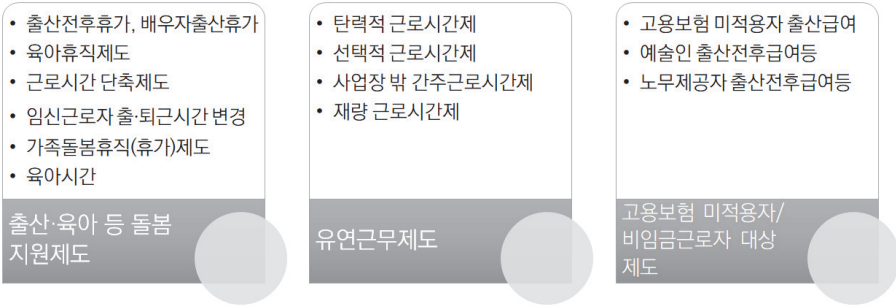 • 출산전후휴가, 배우자출산휴가
• 육아휴직제도
• 근로시간 단축제도
• 임신근로자 출·퇴근시간 변경
• 가족돌봄휴직(휴가)제도
• 육아시간
출산·육아 등 돌봄
지원제도
• 탄력적 근로시간제
• 선택적 근로시간제
• 사업장 밖 간주근로시간제
• 재량 근로시간제
유연근무제도
• 고용보험 미적용자 출산급여
• 예술인 출산전후급여등
• 노무제공자 출산전후급여등
고용보험 미적용자/
비임금근로자 대상
제도